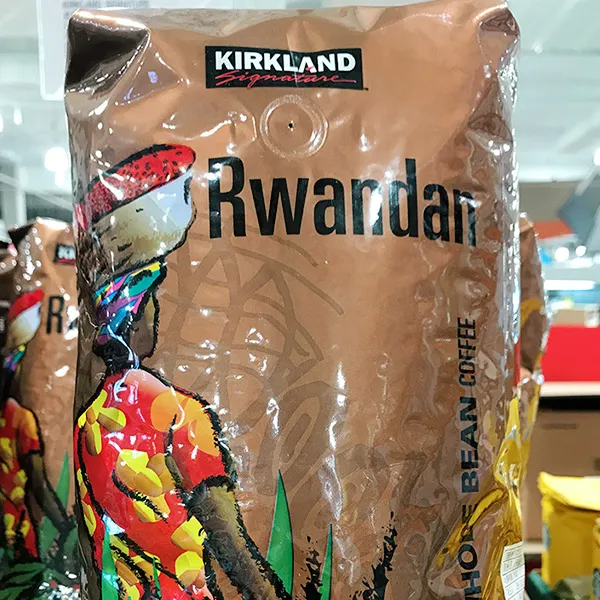 KIRKLAND
Signature
Rwandan
WHOLE BEAN COFFEE
R